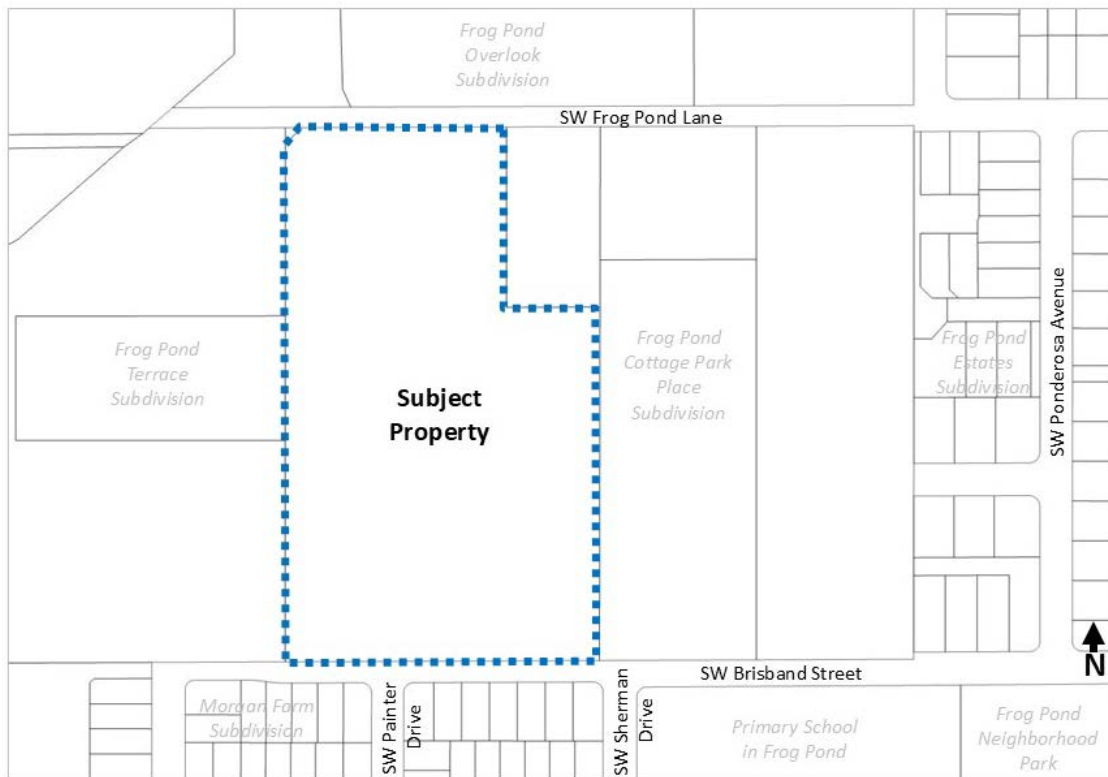 Frog Pond
Overlook
Subdivision
SW Frog Pond Lane
Frog Pond
Terrace
Subdivision
Subject
Property
Frog Pond
Cottage Park
Place
Subdivision
Frog Pond
Estates
Subdivision
SW Ponderosa Avenue
N
SW Brisband Street
Morgan Farm
Subdivision
SW Painter
Drive
SW Sherman
Drive
Primary School
in Frog Pond
Frog Pond
Neighborhood
Park